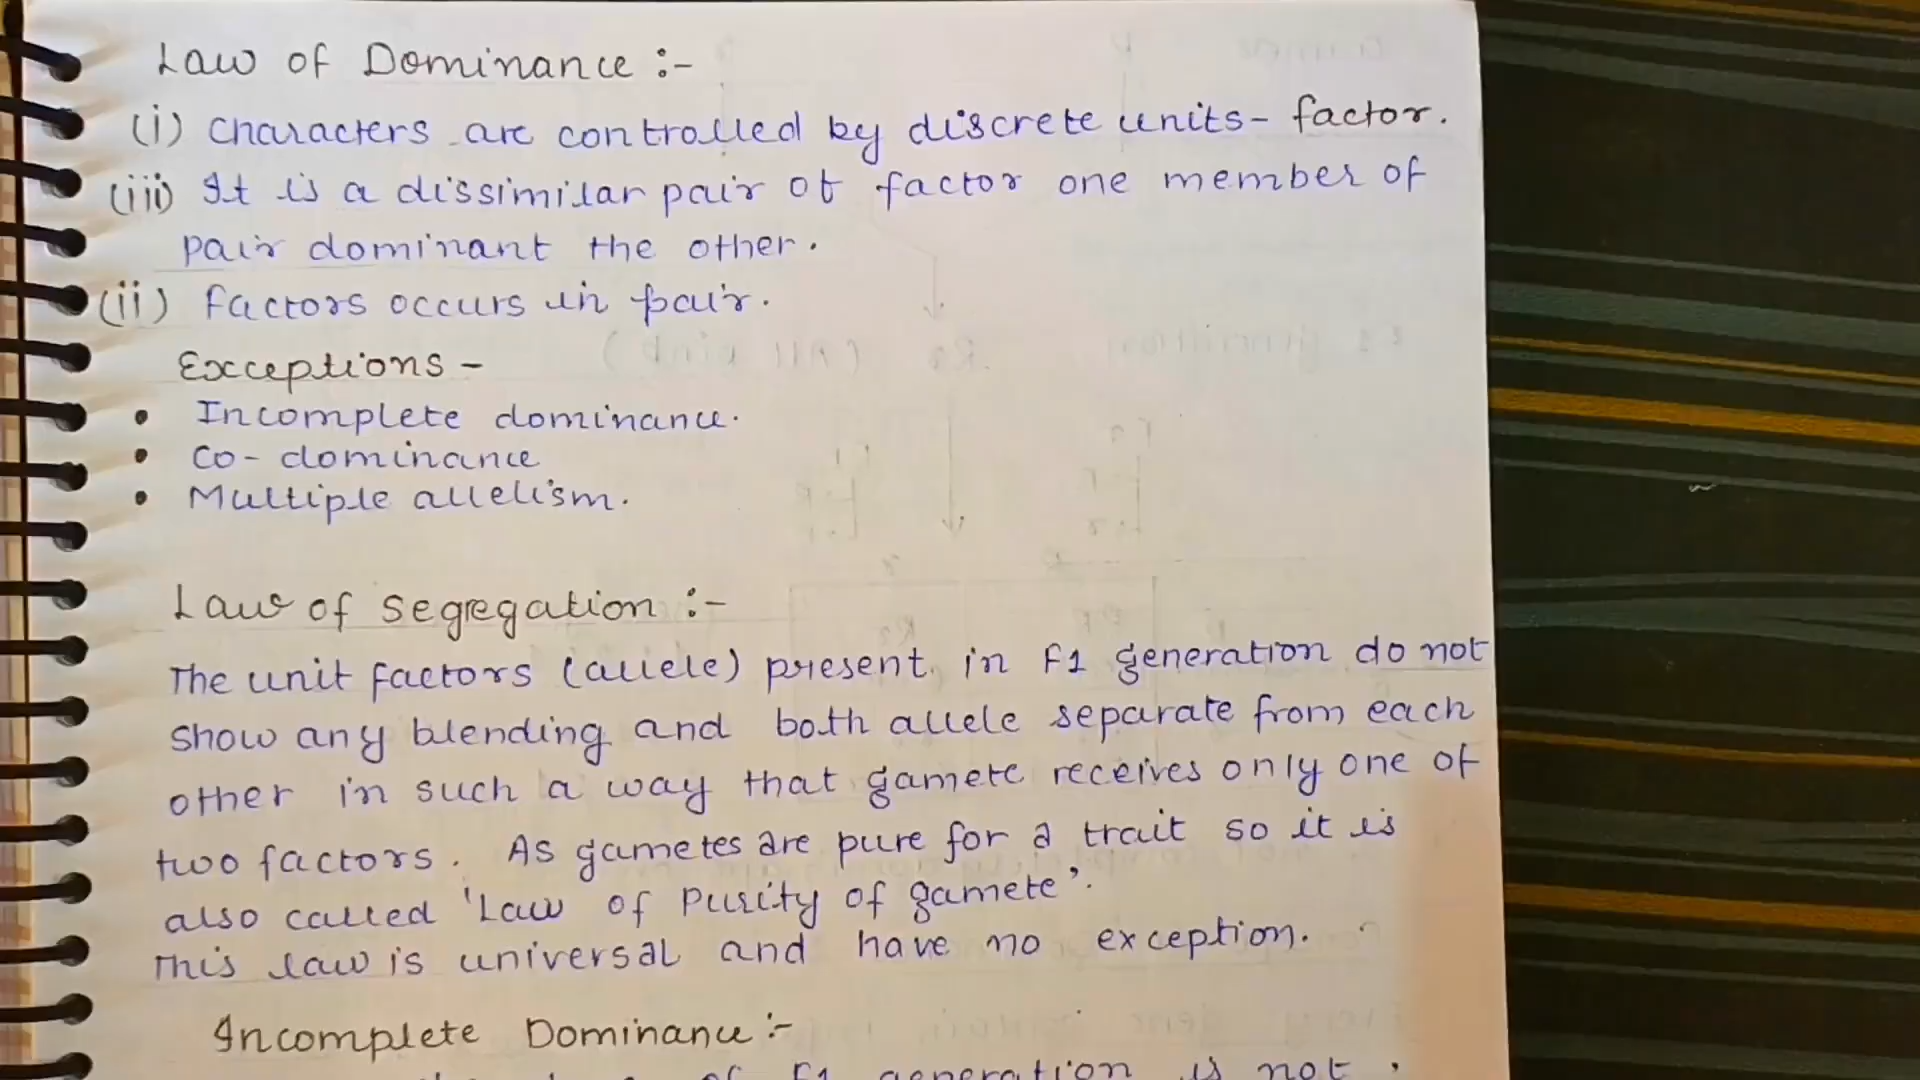 Law of Dominance :-
(i) Characters are controlled by discrete units - factor.
(iii) It is a dissimilar pair of factor one member of
pair dominant the other.
(ii) factors occurs in pair.
Exceptions -
• Incomplete dominance.
• Co-dominance
• Multiple allelism.
Law of Segregation :-
The unit factors (allele) present in F1 generation do not
show any blending and both allele separate from each
other in such a way that gamete receives only one of
two factors. As gametes are pure for a trait so it is
also called 'Law of Purity of gamete'.
This law is universal and have no exception.
Incomplete Dominance :-
of F1 generation is not